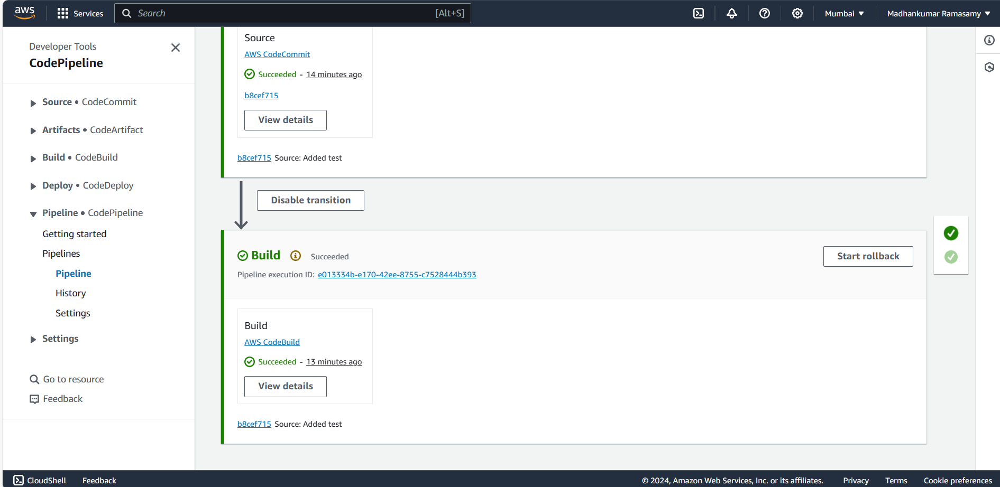 aws Services Search [Alt+S] Mumbai ▼ Madhankumar Ramasamy ▼
Developer Tools
CodePipeline
Source • CodeCommit
Artifacts • CodeArtifact
Build • CodeBuild
Deploy • CodeDeploy
Pipeline • CodePipeline
Getting started
Pipelines
Pipeline
History
Settings
Settings
Go to resource
Feedback
Source
AWS CodeCommit
Succeeded - 14 minutes ago
b8cef715
View details
b8cef715 Source: Added test
Disable transition
Build Succeeded
Start rollback
Pipeline execution ID: e013334b-e170-42ee-8755-c7528444b393
Build
AWS CodeBuild
Succeeded - 13 minutes ago
View details
b8cef715 Source: Added test
CloudShell Feedback © 2024, Amazon Web Services, Inc. or its affiliates. Privacy Terms Cookie preferences